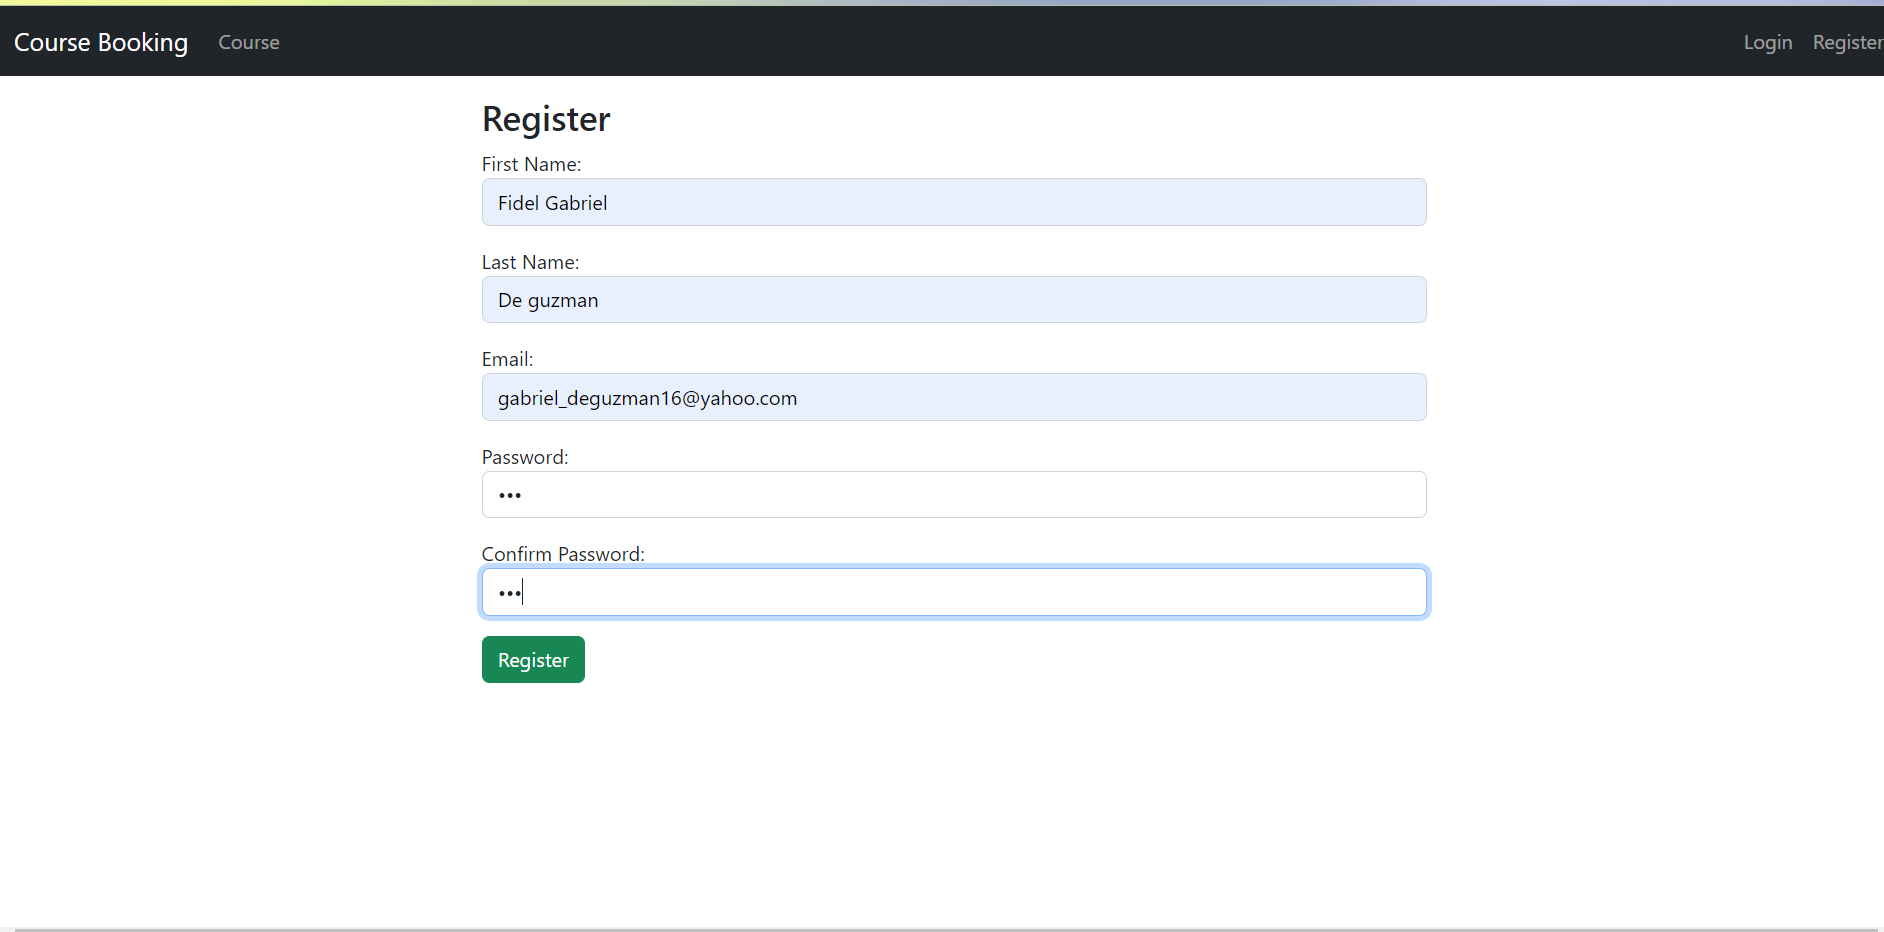 Course Booking Course Login Register
Register
First Name:
Fidel Gabriel
Last Name:
De guzman
Email:
gabriel_deguzman16@yahoo.com
Password:
•••
Confirm Password:
•••
Register